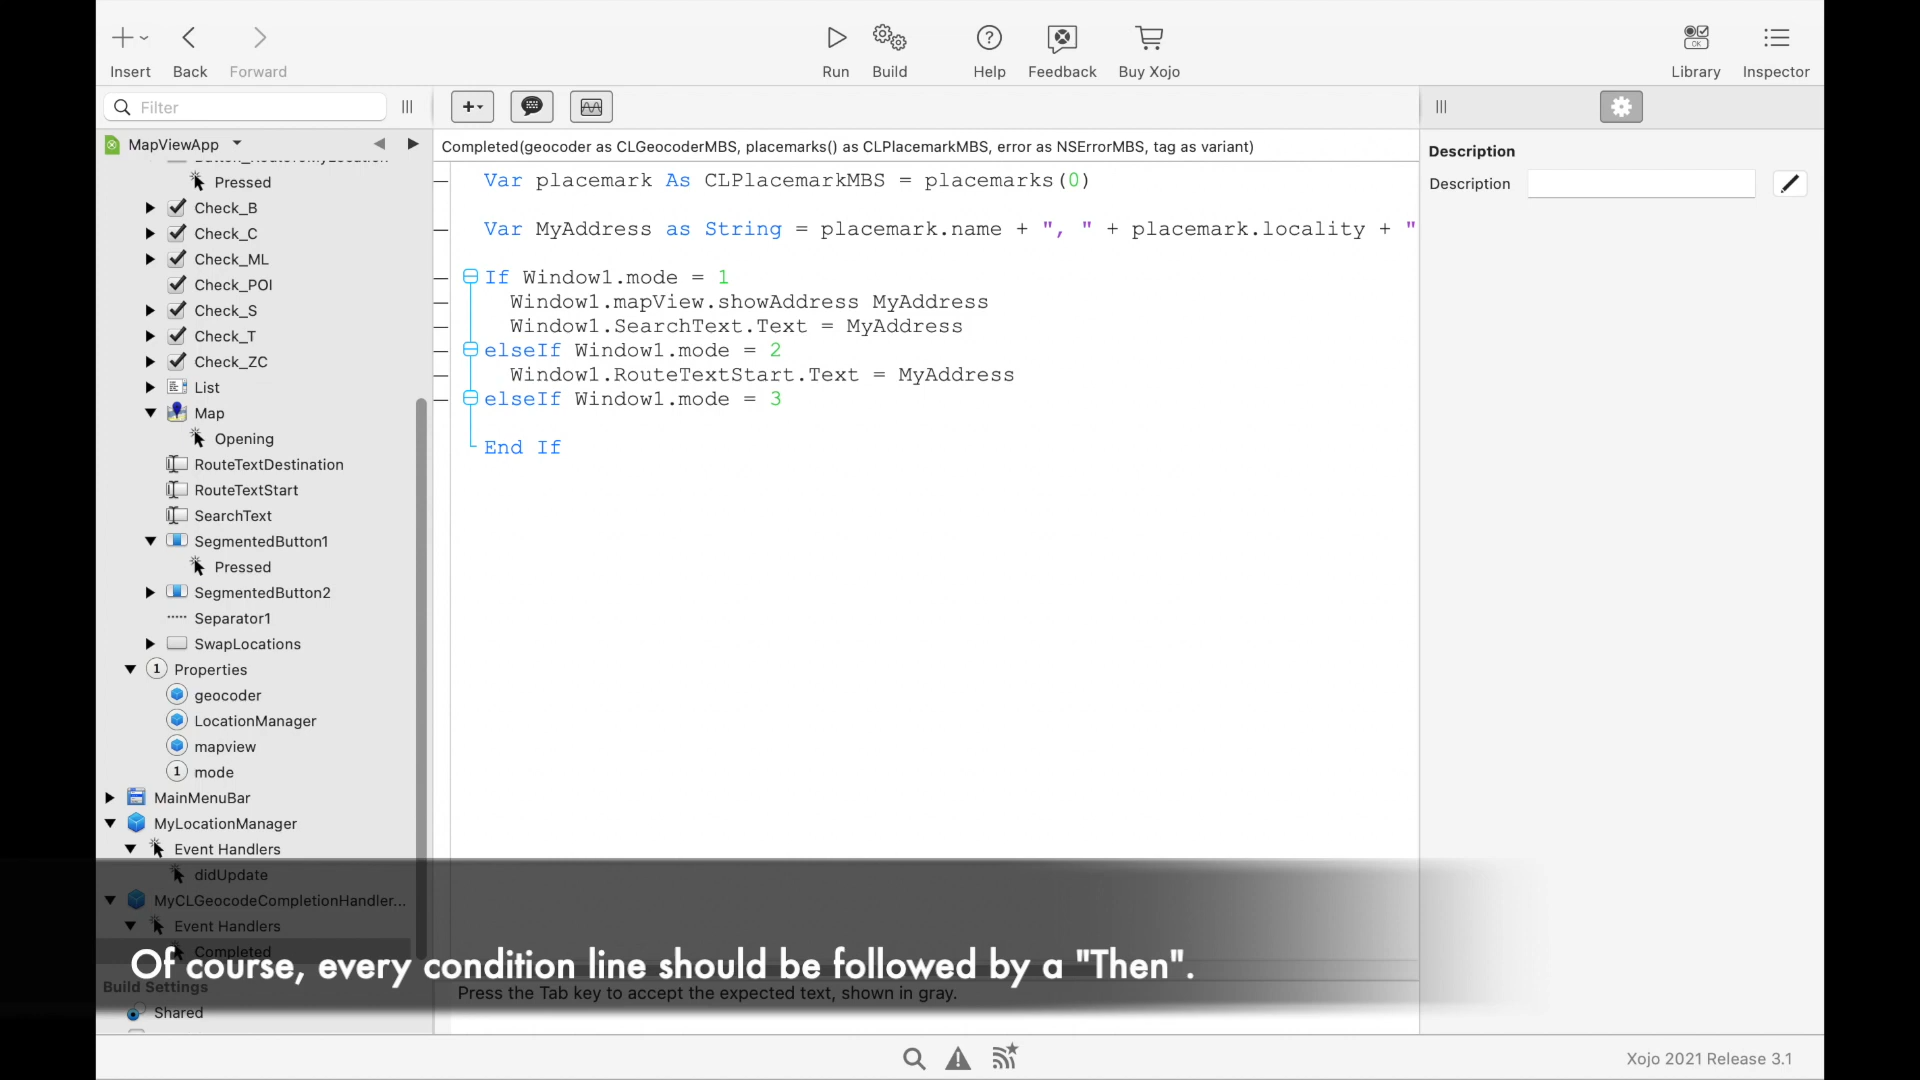 Insert
Back
Forward
Run
Build
Help
Feedback
Buy Xojo
Library
Inspector
Filter
MapViewApp
Completed(geocoder as CLGeocoderMBS, placemarks() as CLPlacemarkMBS, error as NSErrorMBS, tag as variant)
Description
Description
Pressed
Check_B
Check_C
Check_ML
Check_POI
Check_S
Check_T
Check_ZC
List
Map
Opening
RouteTextDestination
RouteTextStart
SearchText
SegmentedButton1
Pressed
SegmentedButton2
Separator1
SwapLocations
1 Properties
geocoder
LocationManager
mapview
1 mode
MainMenuBar
MyLocationManager
Event Handlers
didUpdate
MyCLGeocodeCompletionHandler...
Event Handlers
Completed
Build Settings
Shared
Var placemark As CLPlacemarkMBS = placemarks(0)
Var MyAddress as String = placemark.name + ", " + placemark.locality + "
If Window1.mode = 1
Window1.mapView.showAddress MyAddress
Window1.SearchText.Text = MyAddress
elseIf Window1.mode = 2
Window1.RouteTextStart.Text = MyAddress
elseIf Window1.mode = 3
End If
Of course, every condition line should be followed by a "Then".
Press the Tab key to accept the expected text, shown in gray.
Xojo 2021 Release 3.1